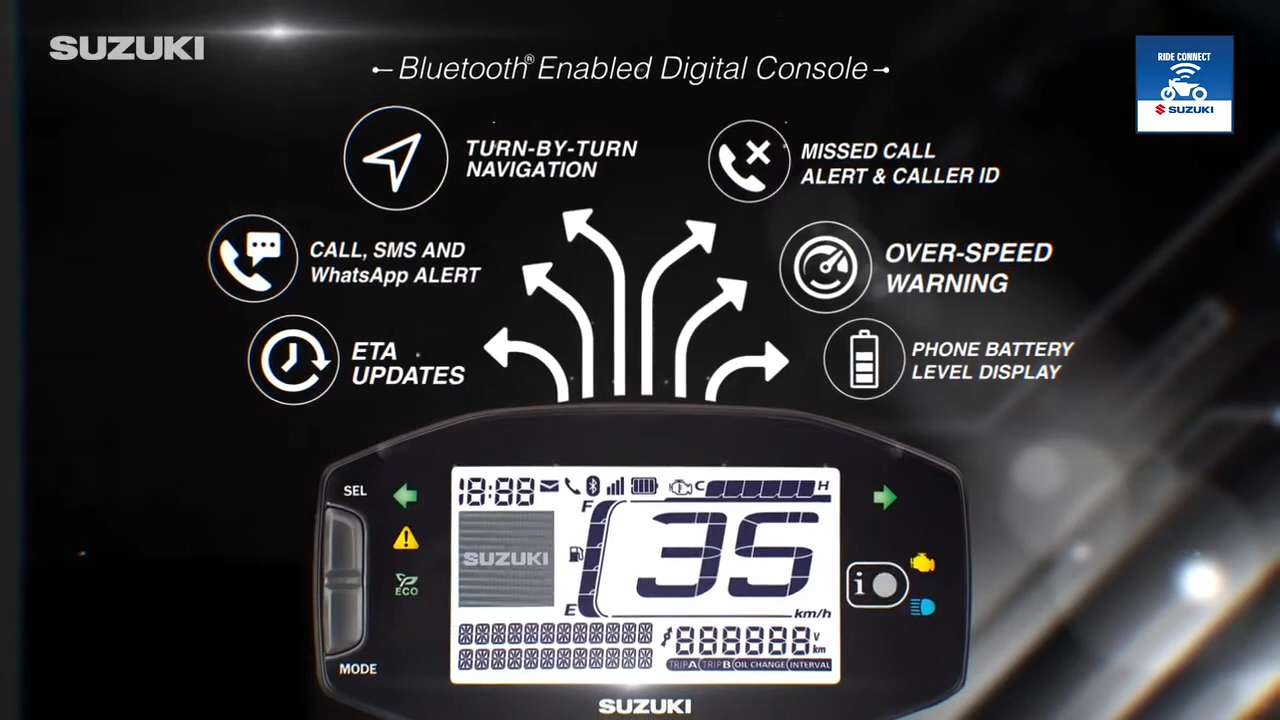 SUZUKI
Bluetooth® Enabled Digital Console
RIDE CONNECT
SUZUKI
TURN-BY-TURN
NAVIGATION
MISSED CALL
ALERT & CALLER ID
CALL, SMS AND
WhatsApp ALERT
OVER-SPEED
WARNING
ETA
UPDATES
PHONE BATTERY
LEVEL DISPLAY
SEL
18:88
C H
F
35
SUZUKI
ECO
i
E
km/h
888888 V
km
TRIP A TRIP B OIL CHANGE INTERVAL
MODE
SUZUKI